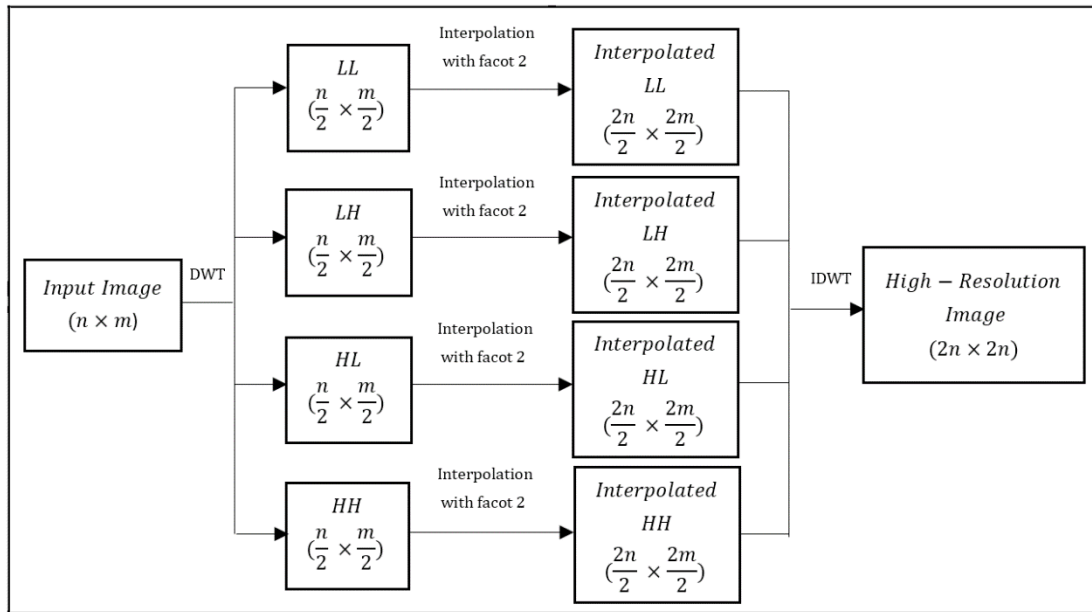 Input Image
(n × m)
DWT
LL
(n/2 × m/2)
Interpolation
with facot 2
Interpolated
LL
(2n/2 × 2m/2)
LH
(n/2 × m/2)
Interpolation
with facot 2
Interpolated
LH
(2n/2 × 2m/2)
HL
(n/2 × m/2)
Interpolation
with facot 2
Interpolated
HL
(2n/2 × 2m/2)
HH
(n/2 × m/2)
Interpolation
with facot 2
Interpolated
HH
(2n/2 × 2m/2)
IDWT
High − Resolution
Image
(2n × 2n)